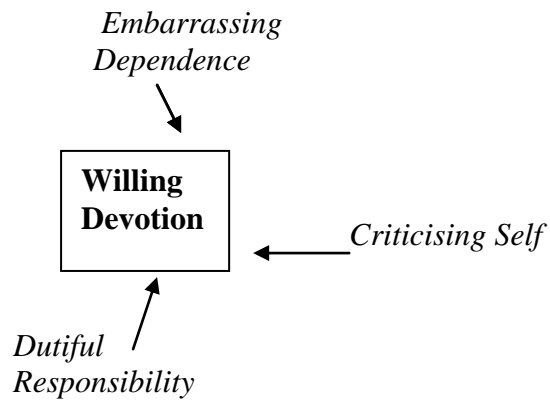 Embarrassing
Dependence
Willing
Devotion
Criticising Self
Dutiful
Responsibility